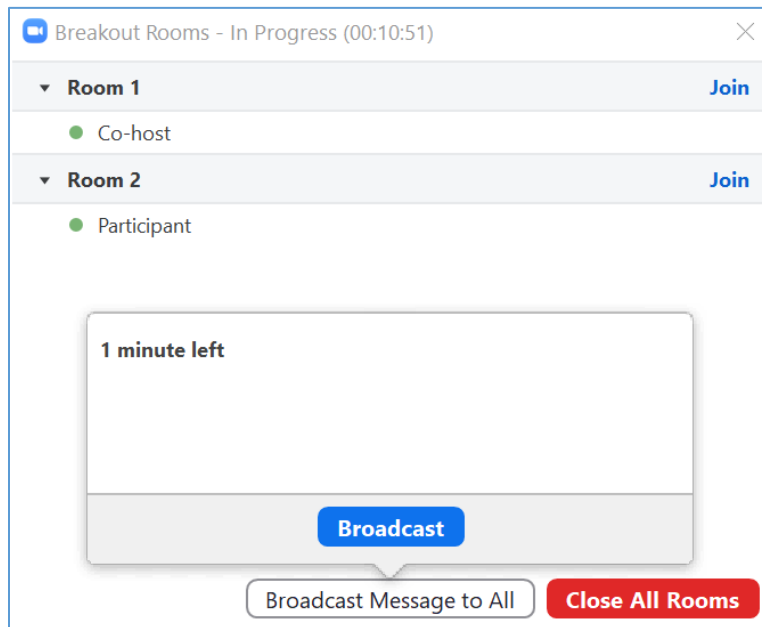 Breakout Rooms - In Progress (00:10:51)
Room 1 Join
Co-host
Room 2 Join
Participant
1 minute left
Broadcast
Broadcast Message to All Close All Rooms